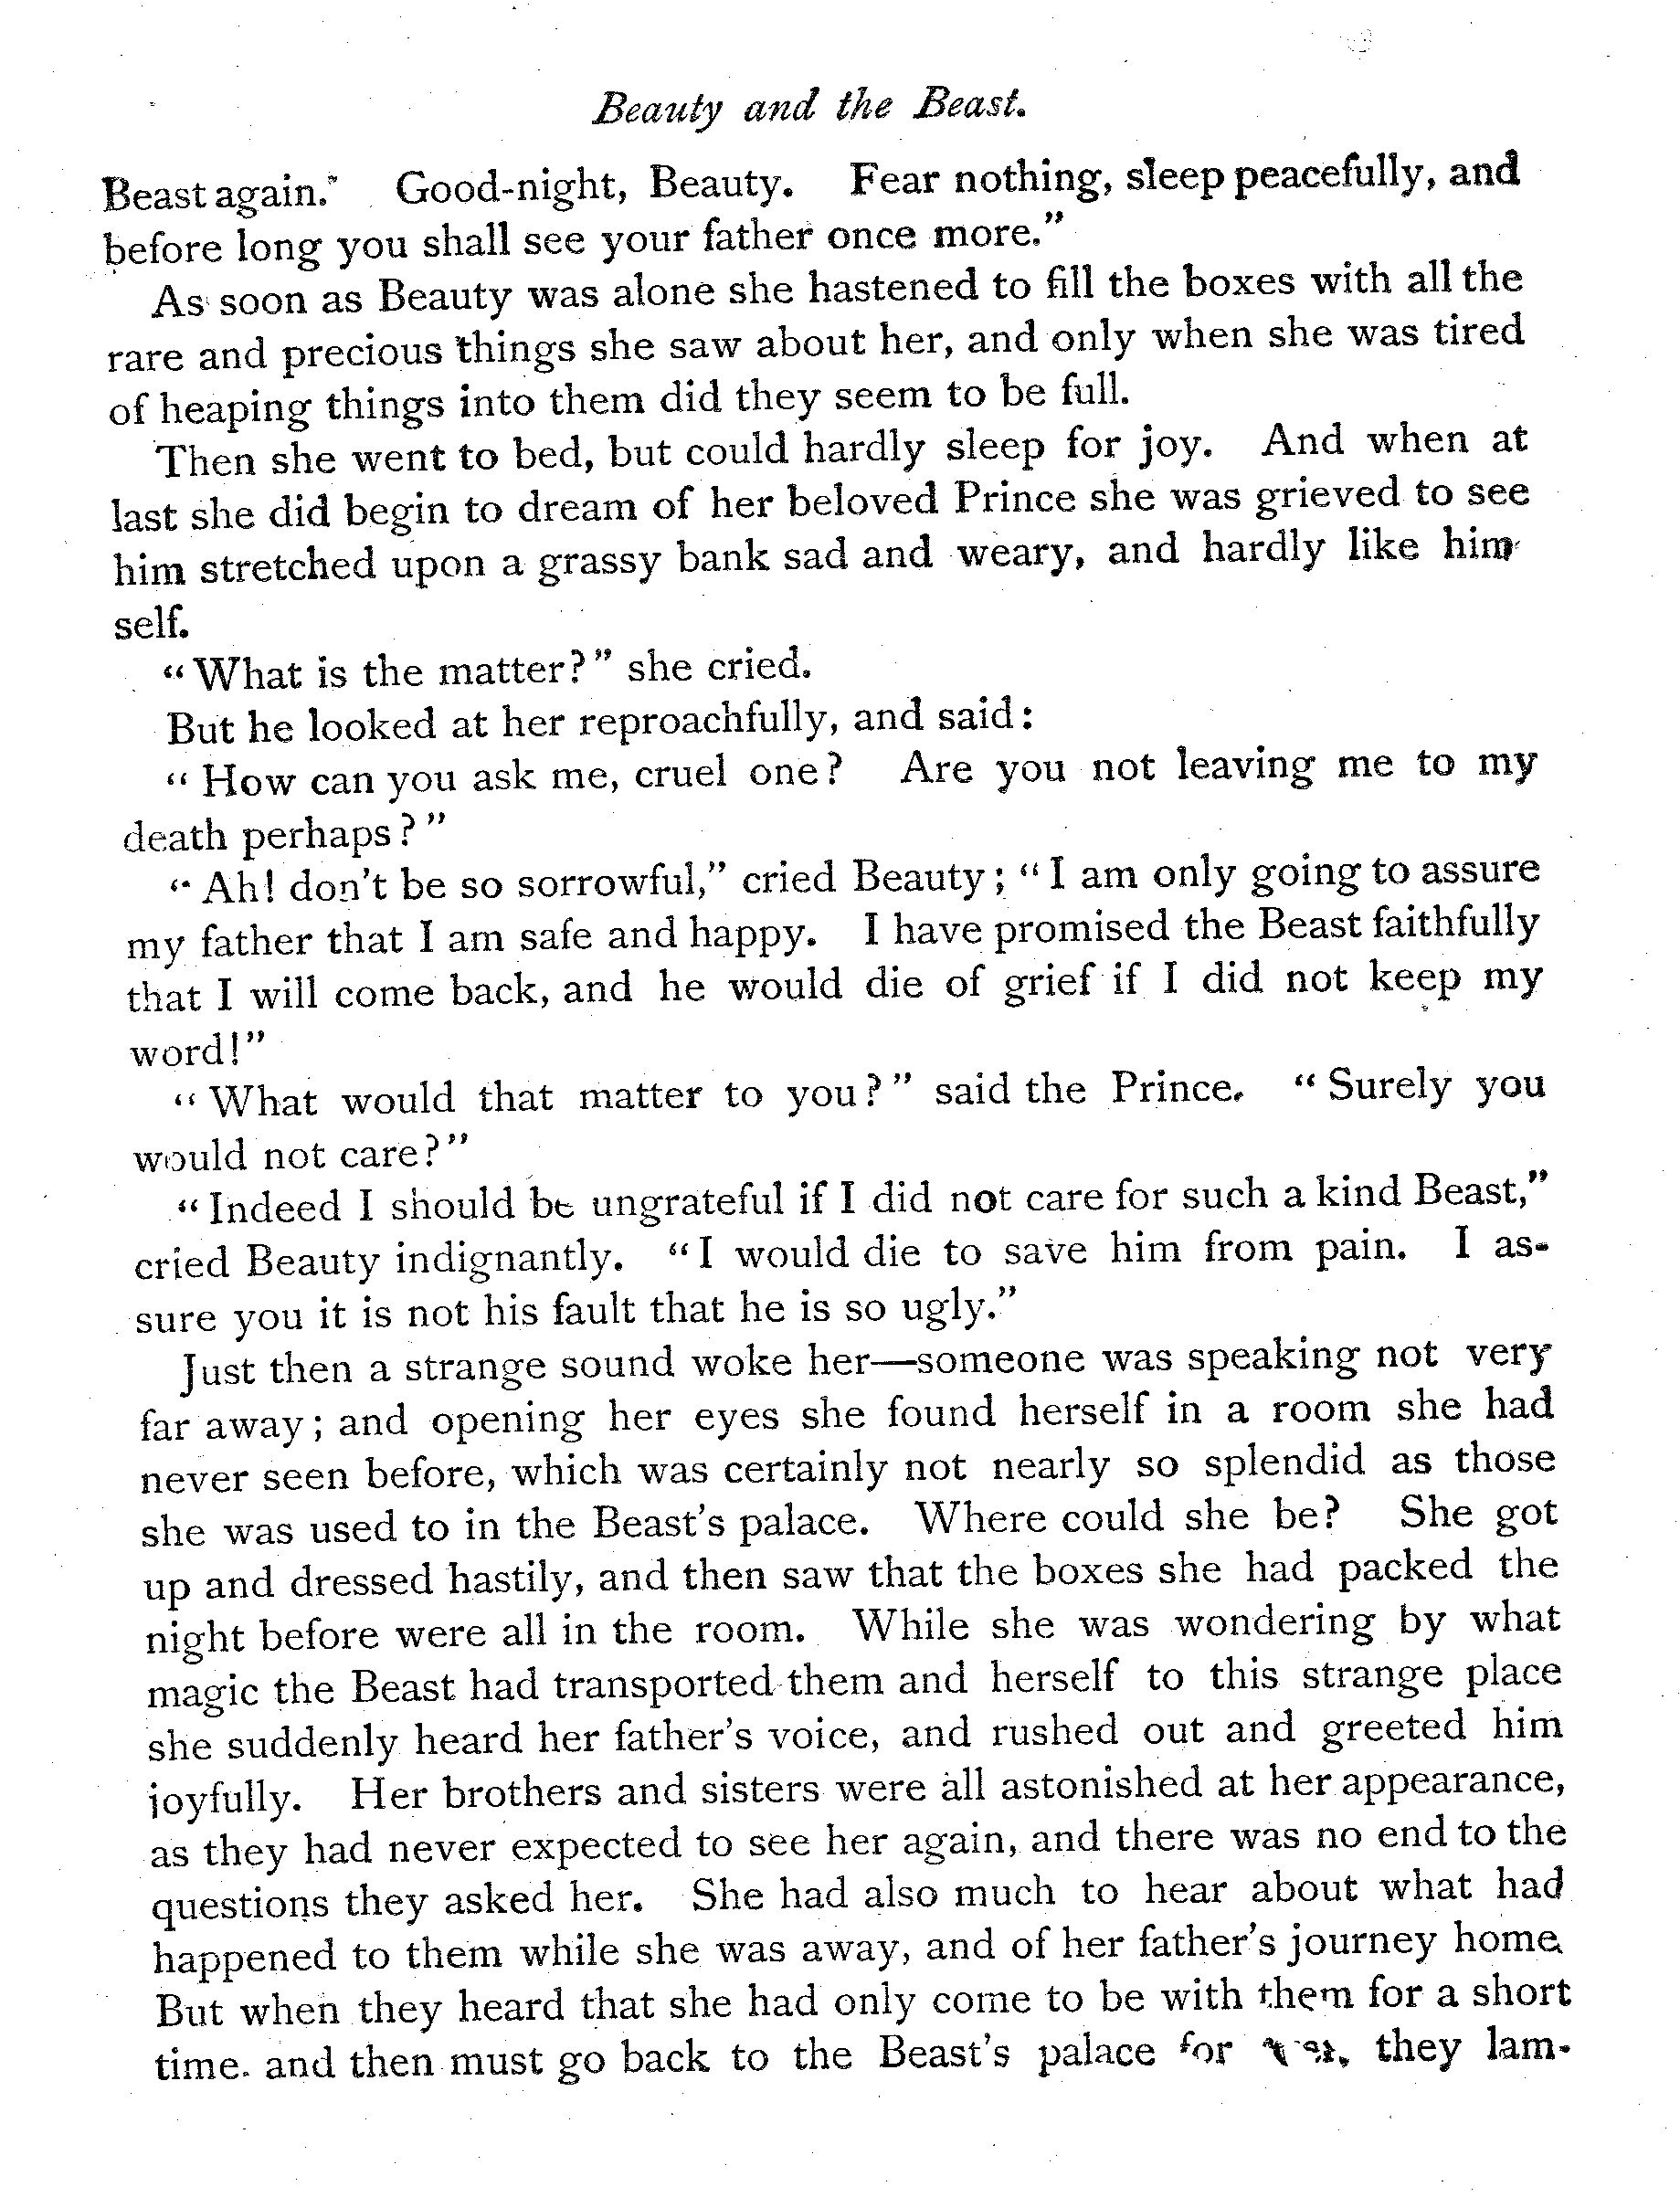 Beauty and the Beast.
Beast again. Good-night, Beauty. Fear nothing, sleep peacefully, and
before long you shall see your father once more."
As soon as Beauty was alone she hastened to fill the boxes with all the
rare and precious things she saw about her, and only when she was tired
of heaping things into them did they seem to be full.
Then she went to bed, but could hardly sleep for joy. And when at
last she did begin to dream of her beloved Prince she was grieved to see
him stretched upon a grassy bank sad and weary, and hardly like him-
self.
"What is the matter?" she cried.
But he looked at her reproachfully, and said:
"How can you ask me, cruel one? Are you not leaving me to my
death perhaps?"
"Ah! don't be so sorrowful," cried Beauty; "I am only going to assure
my father that I am safe and happy. I have promised the Beast faithfully
that I will come back, and he would die of grief if I did not keep my
word!"
"What would that matter to you?" said the Prince. "Surely you
would not care?"
"Indeed I should be ungrateful if I did not care for such a kind Beast,"
cried Beauty indignantly. "I would die to save him from pain. I as-
sure you it is not his fault that he is so ugly."
Just then a strange sound woke her—someone was speaking not very
far away; and opening her eyes she found herself in a room she had
never seen before, which was certainly not nearly so splendid as those
she was used to in the Beast's palace. Where could she be? She got
up and dressed hastily, and then saw that the boxes she had packed the
night before were all in the room. While she was wondering by what
magic the Beast had transported them and herself to this strange place
she suddenly heard her father's voice, and rushed out and greeted him
joyfully. Her brothers and sisters were all astonished at her appearance,
as they had never expected to see her again, and there was no end to the
questions they asked her. She had also much to hear about what had
happened to them while she was away, and of her father's journey home.
But when they heard that she had only come to be with them for a short
time, and then must go back to the Beast's palace for they lam-